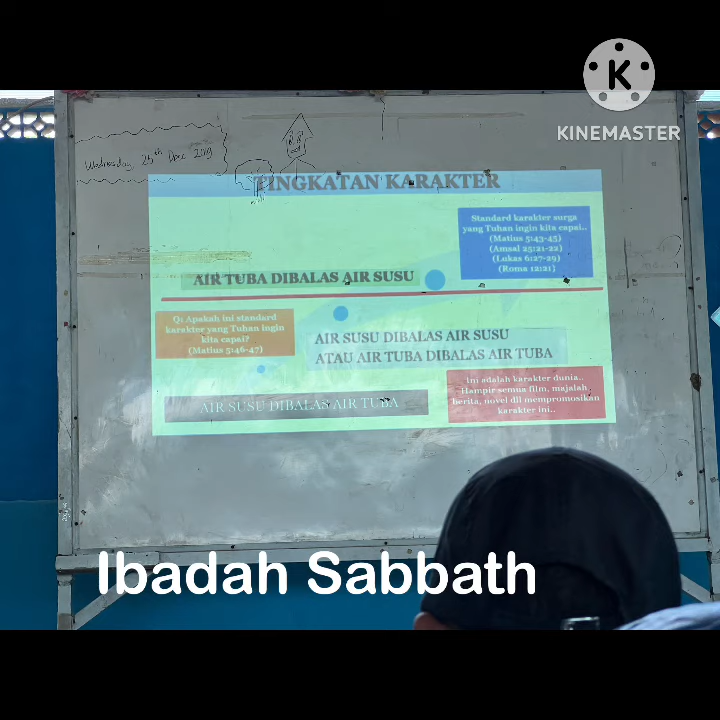 KINEMASTER
Wednesday, 25th
TINGKATAN KARAKTER
Standard karakter surga
yang Tuhan ingin kita capai..
(Matius 5:43-45)
(Amsal 25:21-22)
(Lukas 6:27-29)
(Roma 12:21)
AIR TUBA DIBALAS AIR SUSU
Q: Apakah ini standard
karakter yang Tuhan ingin
kita capai?
(Matius 5:46-47)
AIR SUSU DIBALAS AIR SUSU
ATAU AIR TUBA DIBALAS AIR TUBA
Ini adalah karakter dunia..
Hampir semua film, majalah
berita, novel dll mempromosikan
karakter ini..
AIR SUSU DIBALAS AIR TUBA
Ibadah Sabbath